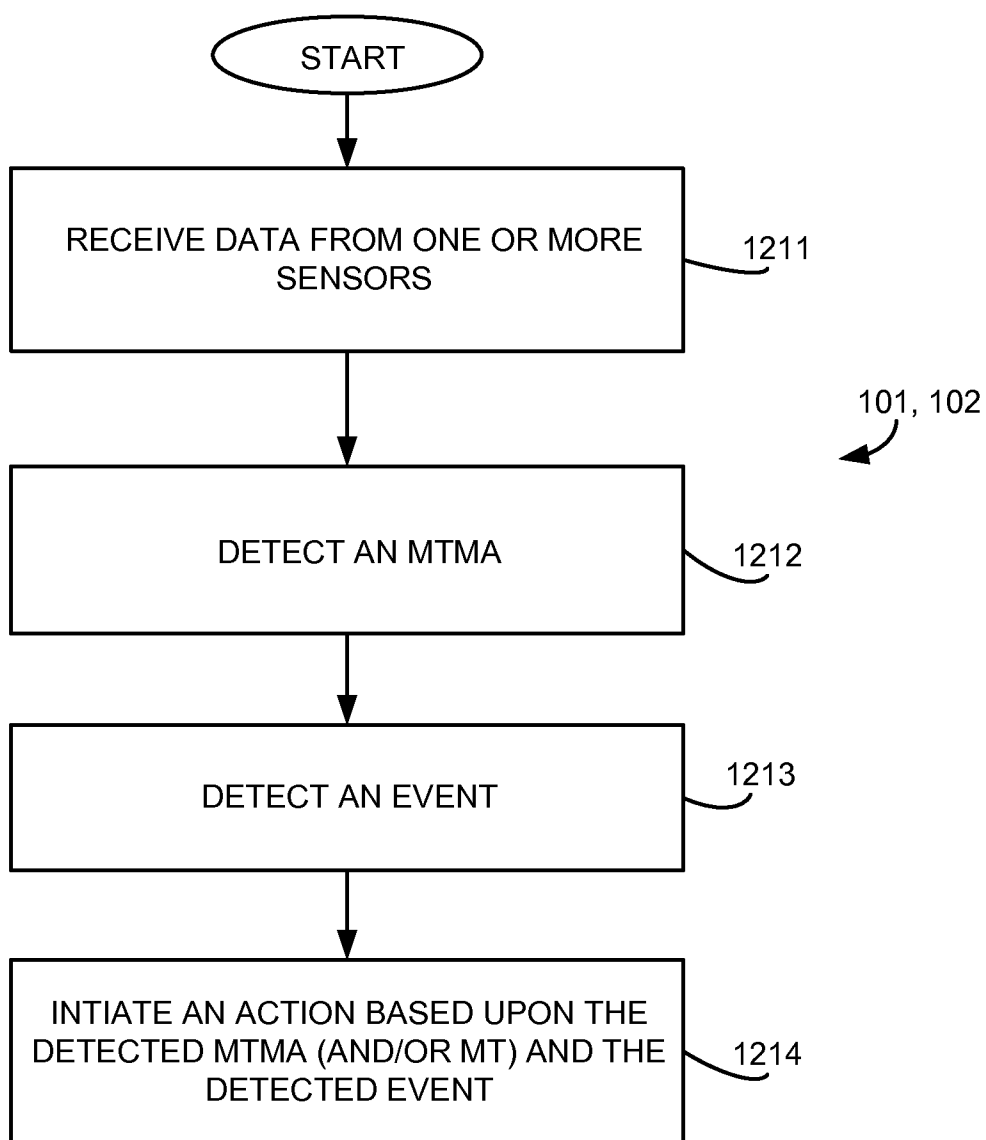 START
RECEIVE DATA FROM ONE OR MORE
SENSORS
1211
101, 102
DETECT AN MTMA
1212
DETECT AN EVENT
1213
INTIATE AN ACTION BASED UPON THE
DETECTED MTMA (AND/OR MT) AND THE
DETECTED EVENT
1214